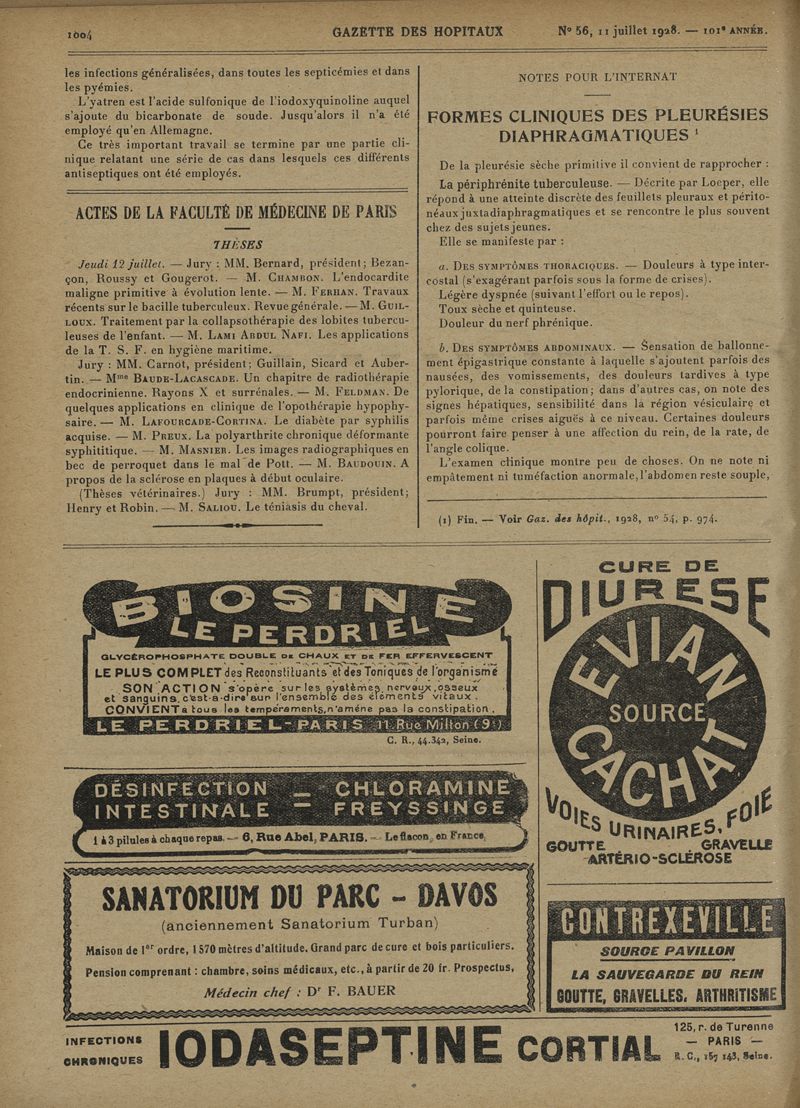 1004
GAZETTE DES HOPITAUX
N° 56, 11 juillet 1928. — 101e ANNÉE.
les infections généralisées, dans toutes les septicémies et dans
les pyémies.
L'yatren est l'acide sulfonique de l'iodoxyquinoline auquel
s'ajoute du bicarbonate de soude. Jusqu'alors il n'a été
employé qu'en Allemagne.
Ce très important travail se termine par une partie cli-
nique relatant une série de cas dans lesquels ces différents
antiseptiques ont été employés.
ACTES DE LA FACULTÉ DE MÉDECINE DE PARIS
THÈSES
Jeudi 12 juillet. — Jury : MM. Bernard, président; Bezan-
çon, Roussy et Gougerot. — M. CHAMBON. L'endocardite
maligne primitive à évolution lente. — M. FERHAN. Travaux
récents sur le bacille tuberculeux. Revue générale. — M. GUIL-
LOUX. Traitement par la collapsothérapie des lobites tubercu-
leuses de l'enfant. — M. LAMI ABDUL NAFI. Les applications
de la T. S. F. en hygiène maritime.
Jury : MM. Carnot, président; Guillain, Sicard et Auber-
tin. — Mme BAUDE-LACASCADE. Un chapitre de radiothérapie
endocrinienne. Rayons X et surrénales. — M. FELDMAN. De
quelques applications en clinique de l'opothérapie hypophy-
saire. — M. LAFOURCADE-CORTINA. Le diabète par syphilis
acquise. — M. PREUX. La polyarthrite chronique déformante
syphititique. — M. MASNIER. Les images radiographiques en
bec de perroquet dans le mal de Pott. — M. BAUDOUIN. A
propos de la sclérose en plaques à début oculaire.
(Thèses vétérinaires.) Jury : MM. Brumpt, président;
Henry et Robin. — M. SALIOU. Le téniasis du cheval.
NOTES POUR L'INTERNAT
FORMES CLINIQUES DES PLEURÉSIES
DIAPHRAGMATIQUES 1
De la pleurésie sèche primitive il convient de rapprocher :
La périphrénite tuberculeuse. — Décrite par Loeper, elle
répond à une atteinte discrète des feuillets pleuraux et périto-
néaux juxtadiaphragmatiques et se rencontre le plus souvent
chez des sujets jeunes.
Elle se manifeste par :
a. DES SYMPTÔMES THORACIQUES. — Douleurs à type inter-
costal (s'exagérant parfois sous la forme de crises).
Légère dyspnée (suivant l'effort ou le repos).
Toux sèche et quinteuse.
Douleur du nerf phrénique.
b. DES SYMPTÔMES ABDOMINAUX. — Sensation de ballonne-
ment épigastrique constante à laquelle s'ajoutent parfois des
nausées, des vomissements, des douleurs tardives à type
pylorique, de la constipation; dans d'autres cas, on note des
signes hépatiques, sensibilité dans la région vésiculaire et
parfois même crises aiguës à ce niveau. Certaines douleurs
pourront faire penser à une affection du rein, de la rate, de
l'angle colique.
L'examen clinique montre peu de choses. On ne note ni
empâtement ni tuméfaction anormale, l'abdomen reste souple,
(1) Fin. — Voir Gaz. des hôpit., 1928, n° 54, p. 974.
BIOSINE
LE PERDRIEL
GLYCÉROPHOSPHATE DOUBLE DE CHAUX ET DE FER EFFERVESCENT
LE PLUS COMPLET des Reconstituants et des Toniques de l'organisme
SON ACTION s'opère sur les systèmes nerveux, osseux
et sanguins, c'est-a-dire sur l'ensemble des éléments vitaux.
CONVIENT a tous les tempéraments, n'amène pas la constipation.
LE PERDRIEL - PARIS 11 Rue Milton (9e)
C. R., 44.342, Seine.
DÉSINFECTION = CHLORAMINE
INTESTINALE = FREYSSINGE
1 à 3 pilules à chaque repas. — 6, Rue Abel, PARIS. — Le flacon, en France,
SANATORIUM DU PARC - DAVOS
(anciennement Sanatorium Turban)
Maison de 1er ordre, 1 570 mètres d'altitude. Grand parc de cure et bois particuliers.
Pension comprenant : chambre, soins médicaux, etc., à partir de 20 fr. Prospectus,
Médecin chef : Dr F. BAUER
CURE DE
DIURESE
EVIAN
SOURCE
CACHAT
VOIES URINAIRES, FOIE
GOUTTE GRAVELLE
ARTÉRIO-SCLÉROSE
CONTREXEVILLE
SOURCE PAVILLON
LA SAUVEGARDE DU REIN
GOUTTE, GRAVELLES, ARTHRITISME
INFECTIONS
CHRONIQUES
IODASEPTINE CORTIAL
125, r. de Turenne
— PARIS —
R. C., 157 143, Seine.